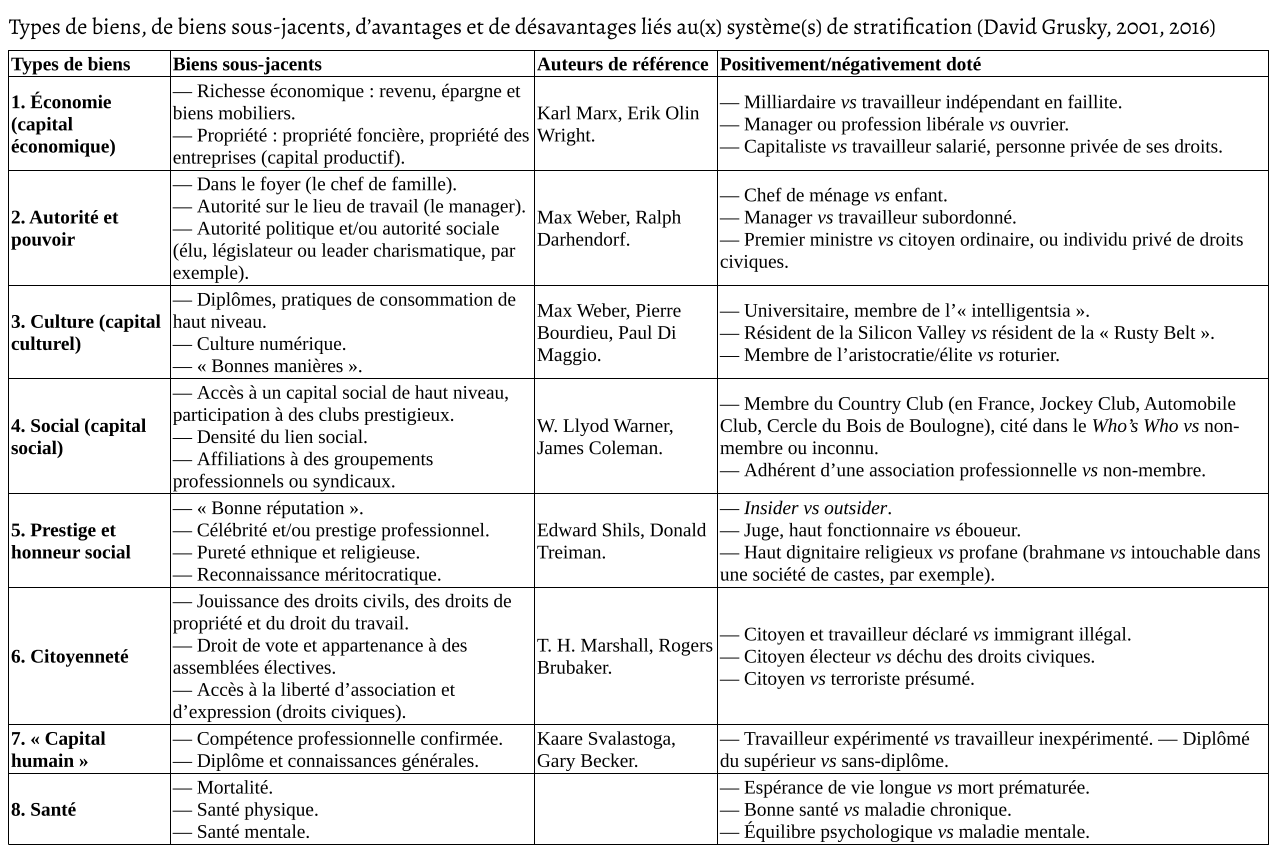 Types de biens, de biens sous-jacents, d’avantages et de désavantages liés au(x) système(s) de stratification (David Grusky, 2001, 2016)
Types de biens
Biens sous-jacents
Auteurs de référence
Positivement/négativement doté
1. Économie
(capital
économique)
— Richesse économique : revenu, épargne et
biens mobiliers.
— Propriété : propriété foncière, propriété des
entreprises (capital productif).
Karl Marx, Erik Olin
Wright.
— Milliardaire vs travailleur indépendant en faillite.
— Manager ou profession libérale vs ouvrier.
— Capitaliste vs travailleur salarié, personne privée de ses droits.
2. Autorité et
pouvoir
— Dans le foyer (le chef de famille).
— Autorité sur le lieu de travail (le manager).
— Autorité politique et/ou autorité sociale
(élu, législateur ou leader charismatique, par
exemple).
Max Weber, Ralph
Darhendorf.
— Chef de ménage vs enfant.
— Manager vs travailleur subordonné.
— Premier ministre vs citoyen ordinaire, ou individu privé de droits
civiques.
3. Culture (capital
culturel)
— Diplômes, pratiques de consommation de
haut niveau.
— Culture numérique.
— « Bonnes manières ».
Max Weber, Pierre
Bourdieu, Paul Di
Maggio.
— Universitaire, membre de l’« intelligentsia ».
— Résident de la Silicon Valley vs résident de la « Rusty Belt ».
— Membre de l’aristocratie/élite vs roturier.
4. Social (capital
social)
— Accès à un capital social de haut niveau,
participation à des clubs prestigieux.
— Densité du lien social.
— Affiliations à des groupements
professionnels ou syndicaux.
W. Llyod Warner,
James Coleman.
— Membre du Country Club (en France, Jockey Club, Automobile
Club, Cercle du Bois de Boulogne), cité dans le Who’s Who vs non-
membre ou inconnu.
— Adhérent d’une association professionnelle vs non-membre.
5. Prestige et
honneur social
— « Bonne réputation ».
— Célébrité et/ou prestige professionnel.
— Pureté ethnique et religieuse.
— Reconnaissance méritocratique.
Edward Shils, Donald
Treiman.
— Insider vs outsider.
— Juge, haut fonctionnaire vs éboueur.
— Haut dignitaire religieux vs profane (brahmane vs intouchable dans
une société de castes, par exemple).
6. Citoyenneté
— Jouissance des droits civils, des droits de
propriété et du droit du travail.
— Droit de vote et appartenance à des
assemblées électives.
— Accès à la liberté d’association et
d’expression (droits civiques).
T. H. Marshall, Rogers
Brubaker.
— Citoyen et travailleur déclaré vs immigrant illégal.
— Citoyen électeur vs déchu des droits civiques.
— Citoyen vs terroriste présumé.
7. « Capital
humain »
— Compétence professionnelle confirmée.
— Diplôme et connaissances générales.
Kaare Svalastoga,
Gary Becker.
— Travailleur expérimenté vs travailleur inexpérimenté. — Diplômé
du supérieur vs sans-diplôme.
8. Santé
— Mortalité.
— Santé physique.
— Santé mentale.
— Espérance de vie longue vs mort prématurée.
— Bonne santé vs maladie chronique.
— Équilibre psychologique vs maladie mentale.